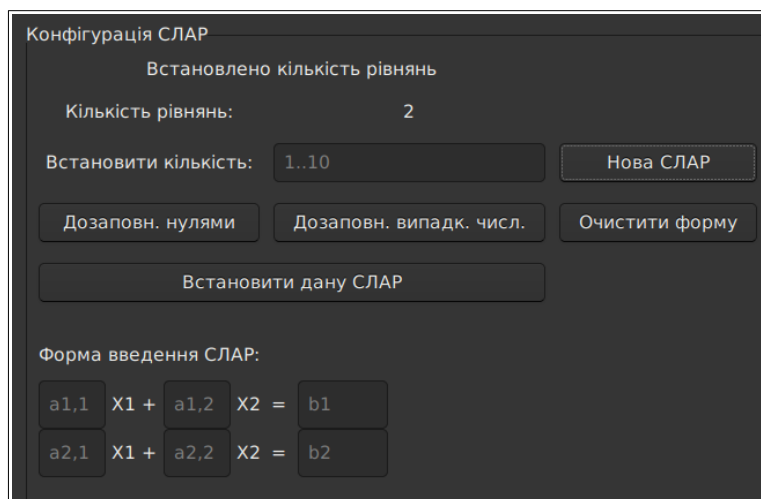 Конфігурація СЛАР
Встановлено кількість рівнянь
Кількість рівнянь: 2
Встановити кількість: 1..10 Нова СЛАР
Дозаповн. нулями Дозаповн. випадк. числ. Очистити форму
Встановити дану СЛАР
Форма введення СЛАР:
a1,1 X1 + a1,2 X2 = b1
a2,1 X1 + a2,2 X2 = b2